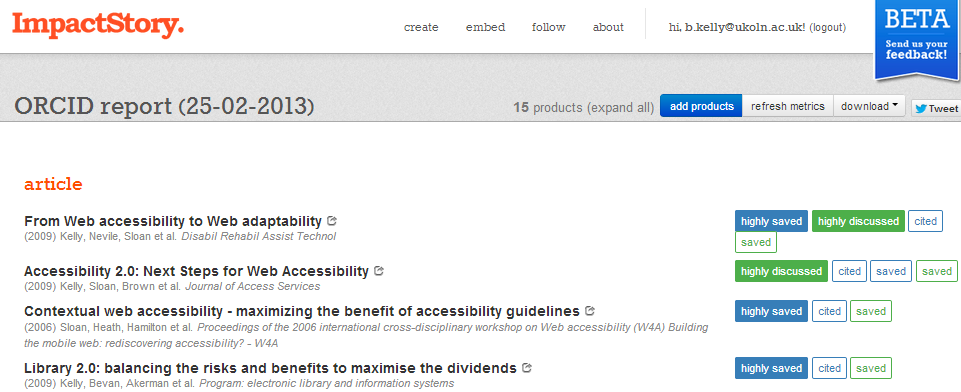 ImpactStory.
create embed follow about hi, b.kelly@ukoln.ac.uk! (logout)
BETA
Send us your
feedback!
ORCID report (25-02-2013)
15 products (expand all) add products refresh metrics download Tweet
article
From Web accessibility to Web adaptability highly saved highly discussed cited
(2009) Kelly, Nevile, Sloan et al. Disabil Rehabil Assist Technol
saved
Accessibility 2.0: Next Steps for Web Accessibility highly discussed cited saved saved
(2009) Kelly, Sloan, Brown et al. Journal of Access Services
Contextual web accessibility - maximizing the benefit of accessibility guidelines highly saved cited saved
(2006) Sloan, Heath, Hamilton et al. Proceedings of the 2006 international cross-disciplinary workshop on Web accessibility (W4A) Building
the mobile web: rediscovering accessibility? - W4A
Library 2.0: balancing the risks and benefits to maximise the dividends highly saved cited saved
(2009) Kelly, Bevan, Akerman et al. Program: electronic library and information systems